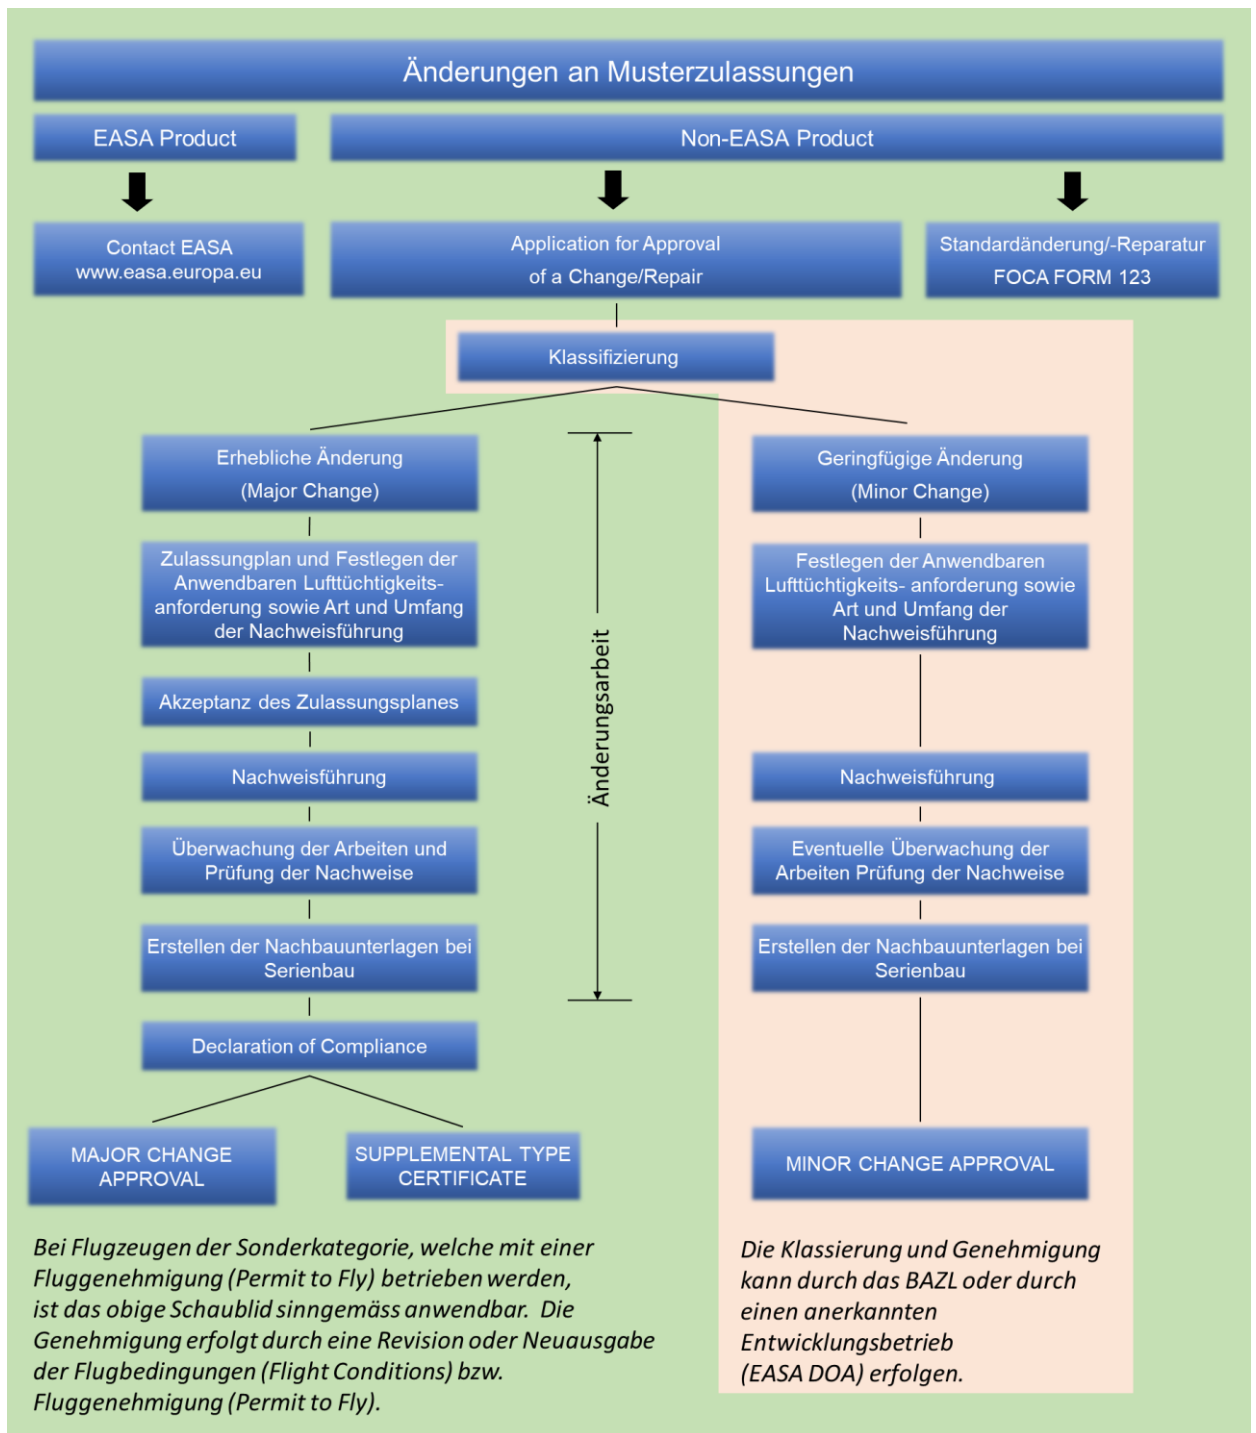 Änderungen an Musterzulassungen
EASA Product
Non-EASA Product
Contact EASA
www.easa.europa.eu
Application for Approval
of a Change/Repair
Standardänderung/-Reparatur
FOCA FORM 123
Klassifizierung
Erhebliche Änderung
(Major Change)
Zulassungplan und Festlegen der
Anwendbaren Lufttüchtigkeits-
anforderung sowie Art und Umfang
der Nachweisführung
Akzeptanz des Zulassungsplanes
Nachweisführung
Überwachung der Arbeiten und
Prüfung der Nachweise
Erstellen der Nachbauunterlagen bei
Serienbau
Declaration of Compliance
MAJOR CHANGE
APPROVAL
SUPPLEMENTAL TYPE
CERTIFICATE
Änderungsarbeit
Geringfügige Änderung
(Minor Change)
Festlegen der Anwendbaren
Lufttüchtigkeits- anforderung sowie
Art und Umfang der
Nachweisführung
Nachweisführung
Eventuelle Überwachung der
Arbeiten Prüfung der Nachweise
Erstellen der Nachbauunterlagen bei
Serienbau
MINOR CHANGE APPROVAL
Bei Flugzeugen der Sonderkategorie, welche mit einer
Fluggenehmigung (Permit to Fly) betrieben werden,
ist das obige Schaublid sinngemäss anwendbar. Die
Genehmigung erfolgt durch eine Revision oder Neuausgabe
der Flugbedingungen (Flight Conditions) bzw.
Fluggenehmigung (Permit to Fly).
Die Klassierung und Genehmigung
kann durch das BAZL oder durch
einen anerkannten
Entwicklungsbetrieb
(EASA DOA) erfolgen.